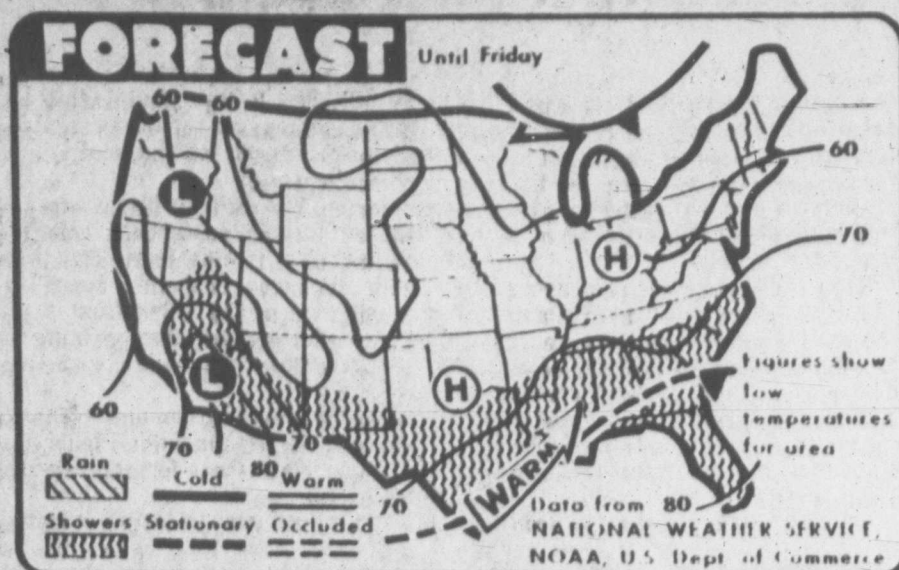 FORECAST
Until Friday
60
60
60
70
L
H
L
H
60
70
80
70
70
80
WARM
Figures show
low
temperatures
for area
Rain
Cold
Warm
Showers
Stationary
Occluded
Data from
NATIONAL WEATHER SERVICE,
NOAA, U.S. Dept of Commerce